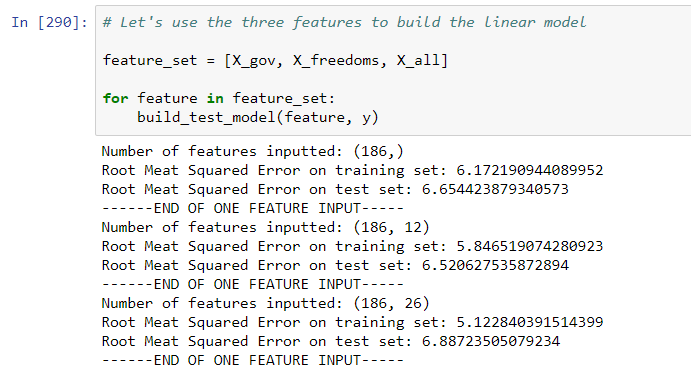 In [290]: # Let's use the three features to build the linear model
feature_set = [X_gov, X_freedoms, X_all]
for feature in feature_set:
    build_test_model(feature, y)
Number of features inputted: (186,)
Root Meat Squared Error on training set: 6.172190944089952
Root Meat Squared Error on test set: 6.654423879340573
------END OF ONE FEATURE INPUT-----
Number of features inputted: (186, 12)
Root Meat Squared Error on training set: 5.846519074280923
Root Meat Squared Error on test set: 6.520627535872894
------END OF ONE FEATURE INPUT-----
Number of features inputted: (186, 26)
Root Meat Squared Error on training set: 5.122840391514399
Root Meat Squared Error on test set: 6.88723505079234
------END OF ONE FEATURE INPUT-----